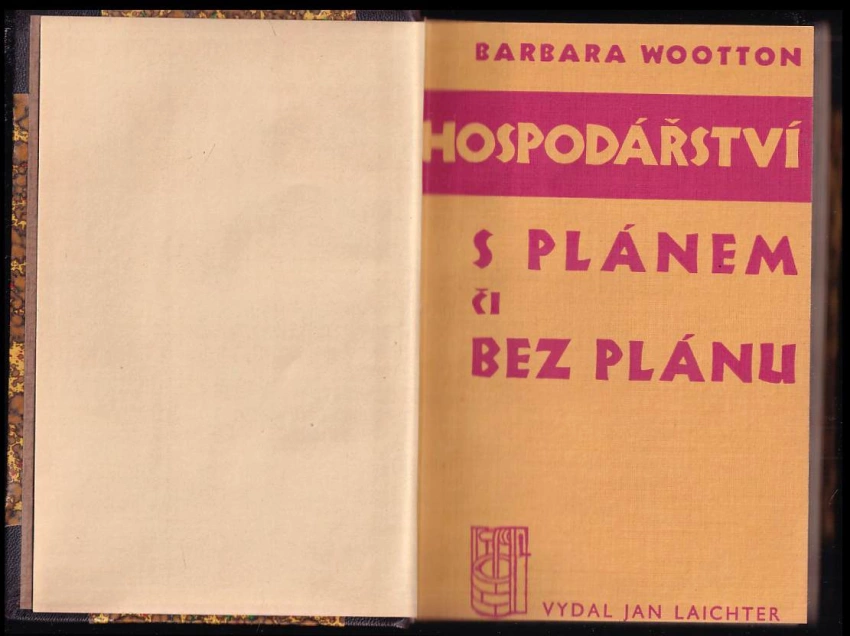 BARBARA WOOTTON
HOSPODÁŘSTVÍ
S PLÁNEM
ČI
BEZ PLÁNU
VYDAL JAN LAICHTER